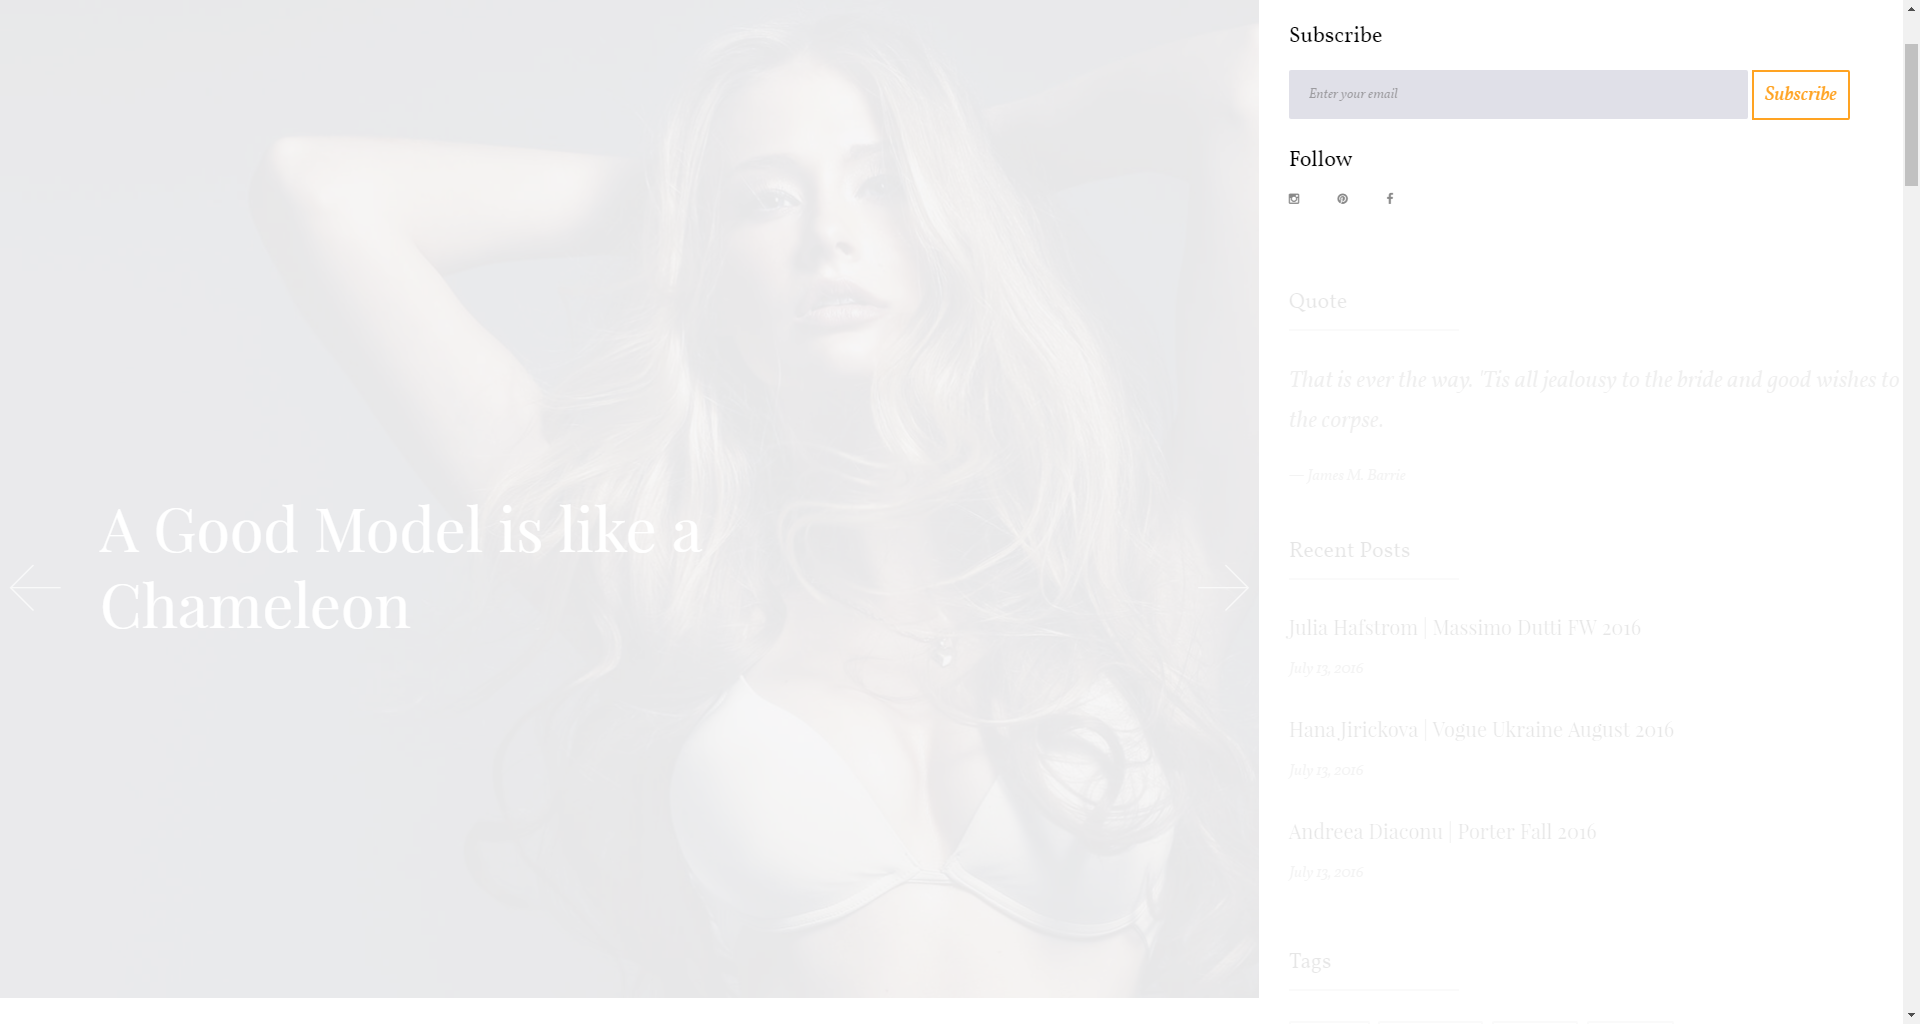 A Good Model is like a
Chameleon
Subscribe
Enter your email
Subscribe
Follow
Quote
That is ever the way. 'Tis all jealousy to the bride and good wishes to
the corpse.
— James M. Barrie
Recent Posts
Julia Hafstrom | Massimo Dutti FW 2016
July 13, 2016
Hana Jirickova | Vogue Ukraine August 2016
July 13, 2016
Andreea Diaconu | Porter Fall 2016
July 13, 2016
Tags